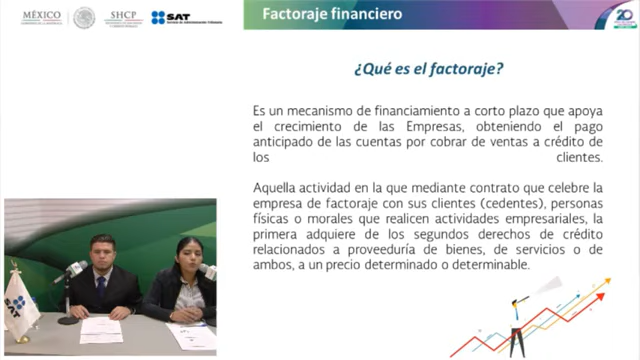 MÉXICO
SHCP
SAT
Factoraje financiero
20
¿Qué es el factoraje?
Es un mecanismo de financiamiento a corto plazo que apoya
el crecimiento de las Empresas, obteniendo el pago
anticipado de las cuentas por cobrar de ventas a crédito de
los clientes.
Aquella actividad en la que mediante contrato que celebre la
empresa de factoraje con sus clientes (cedentes), personas
físicas o morales que realicen actividades empresariales, la
primera adquiere de los segundos derechos de crédito
relacionados a proveeduría de bienes, de servicios o de
ambos, a un precio determinado o determinable.
SAT